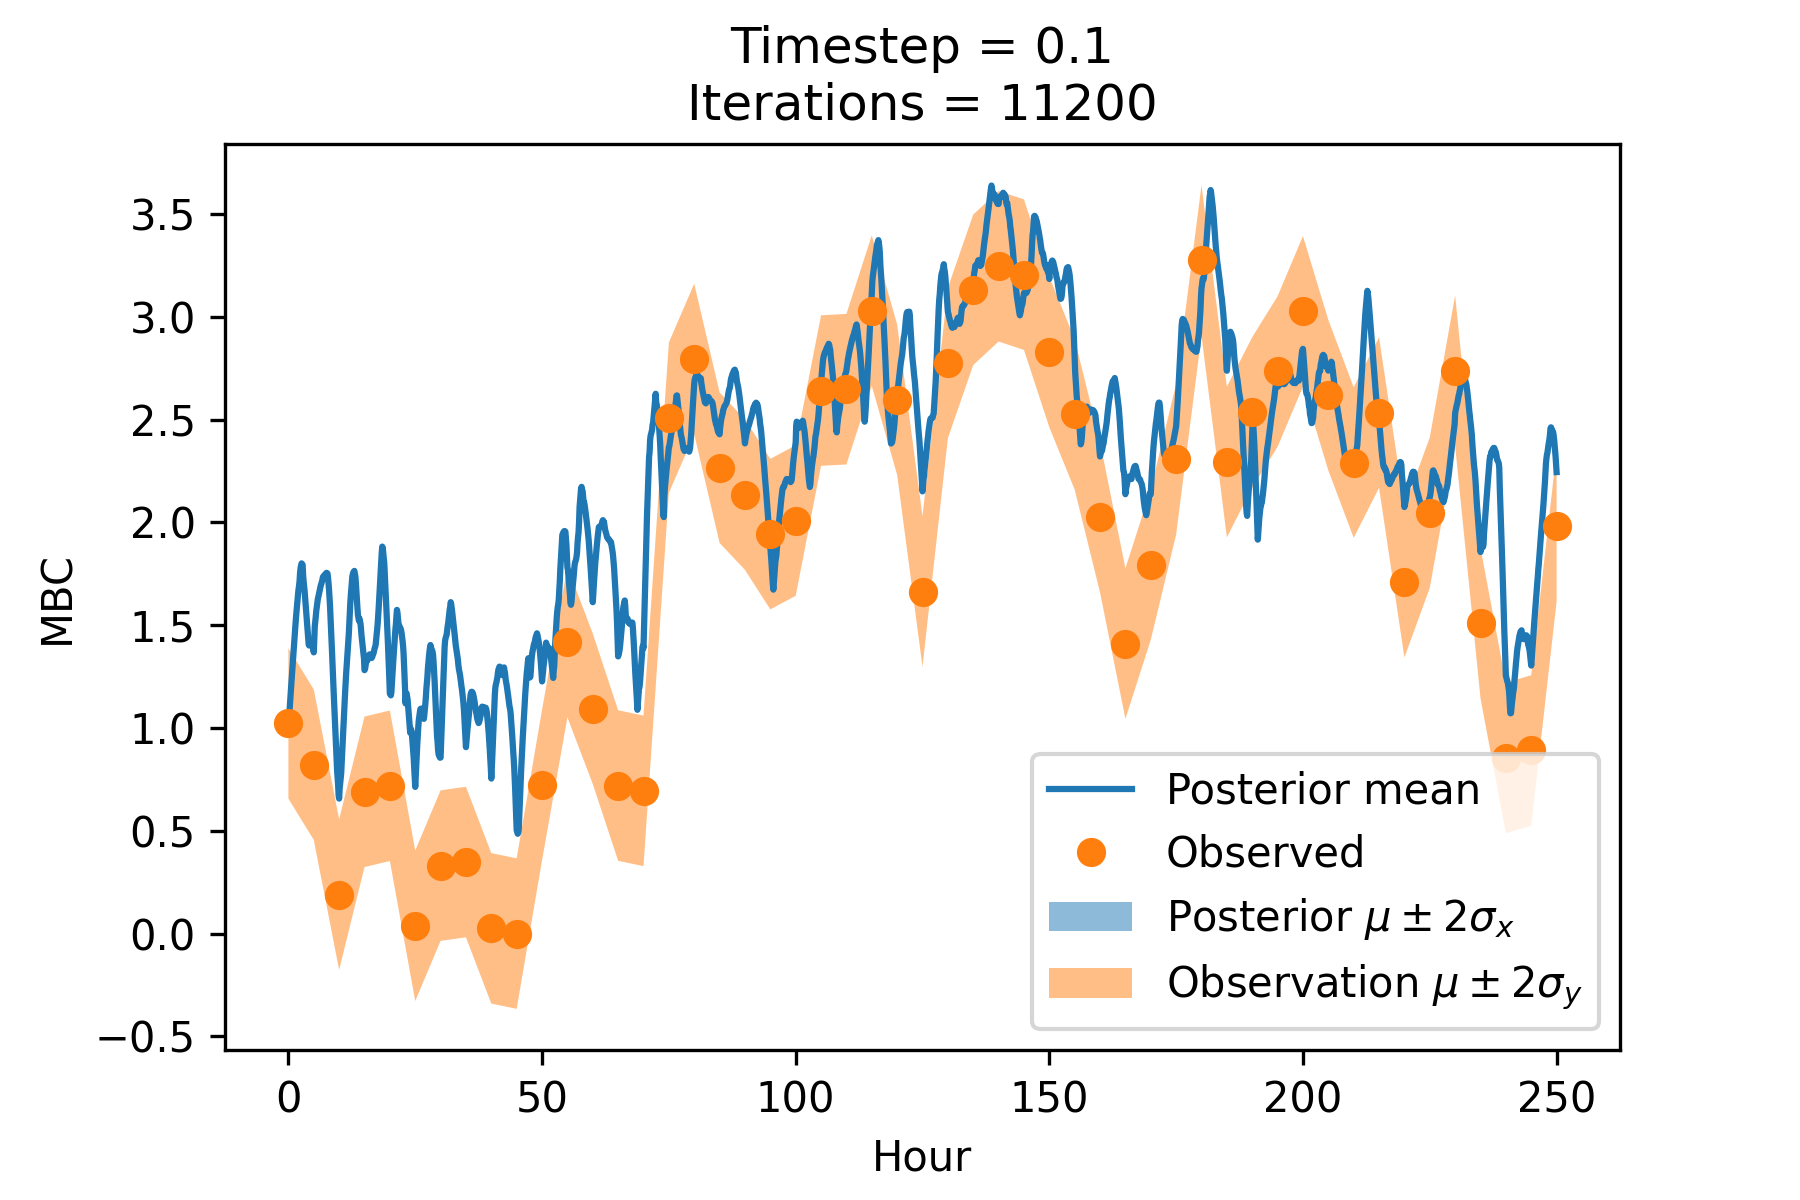 Timestep = 0.1
Iterations = 11200
MBC
3.5
3.0
2.5
2.0
1.5
1.0
0.5
0.0
−0.5
Posterior mean
Observed
Posterior μ ± 2σₓ
Observation μ ± 2σ_y
0 50 100 150 200 250
Hour